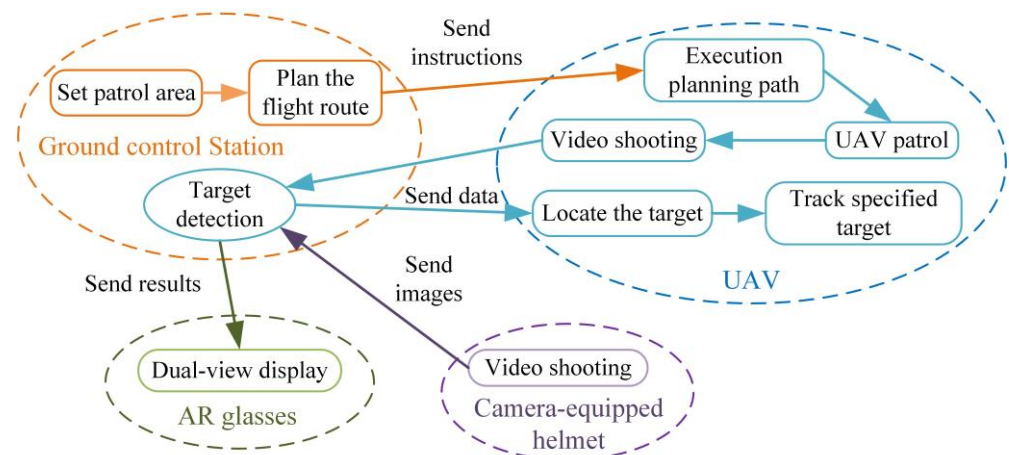 Send
instructions
Set patrol area
Plan the
flight route
Ground control Station
Execution
planning path
Video shooting
UAV patrol
Target
detection
Send data
Locate the target
Track specified
target
UAV
Send results
Send
images
Dual-view display
AR glasses
Video shooting
Camera-equipped
helmet